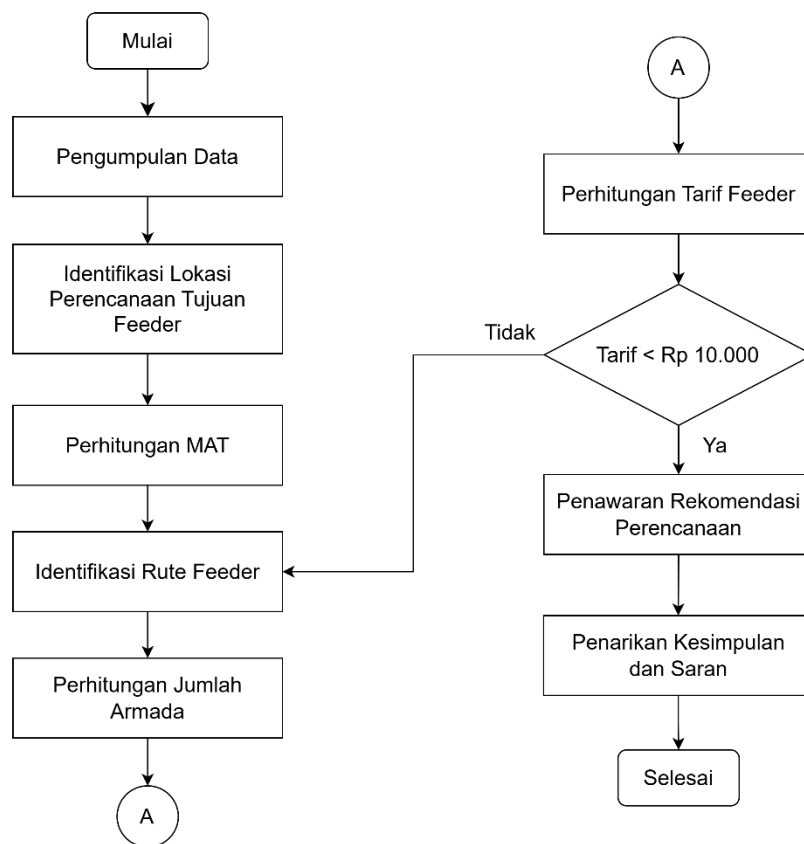 Mulai
Pengumpulan Data
Identifikasi Lokasi
Perencanaan Tujuan
Feeder
Perhitungan MAT
Identifikasi Rute Feeder
Perhitungan Jumlah
Armada
A
A
Perhitungan Tarif Feeder
Tarif < Rp 10.000
Tidak
Ya
Penawaran Rekomendasi
Perencanaan
Penarikan Kesimpulan
dan Saran
Selesai